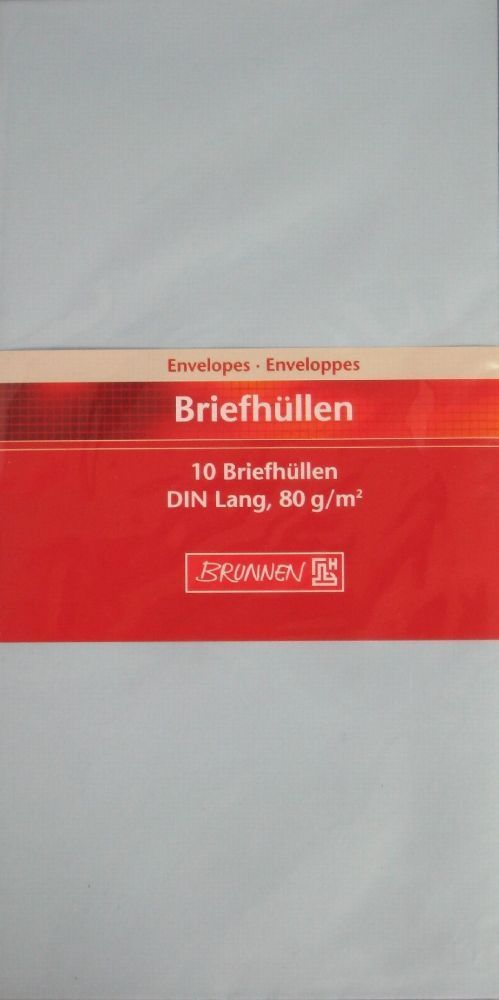 Envelopes · Enveloppes
Briefhüllen
10 Briefhüllen
DIN Lang, 80 g/m²
BRUNNEN